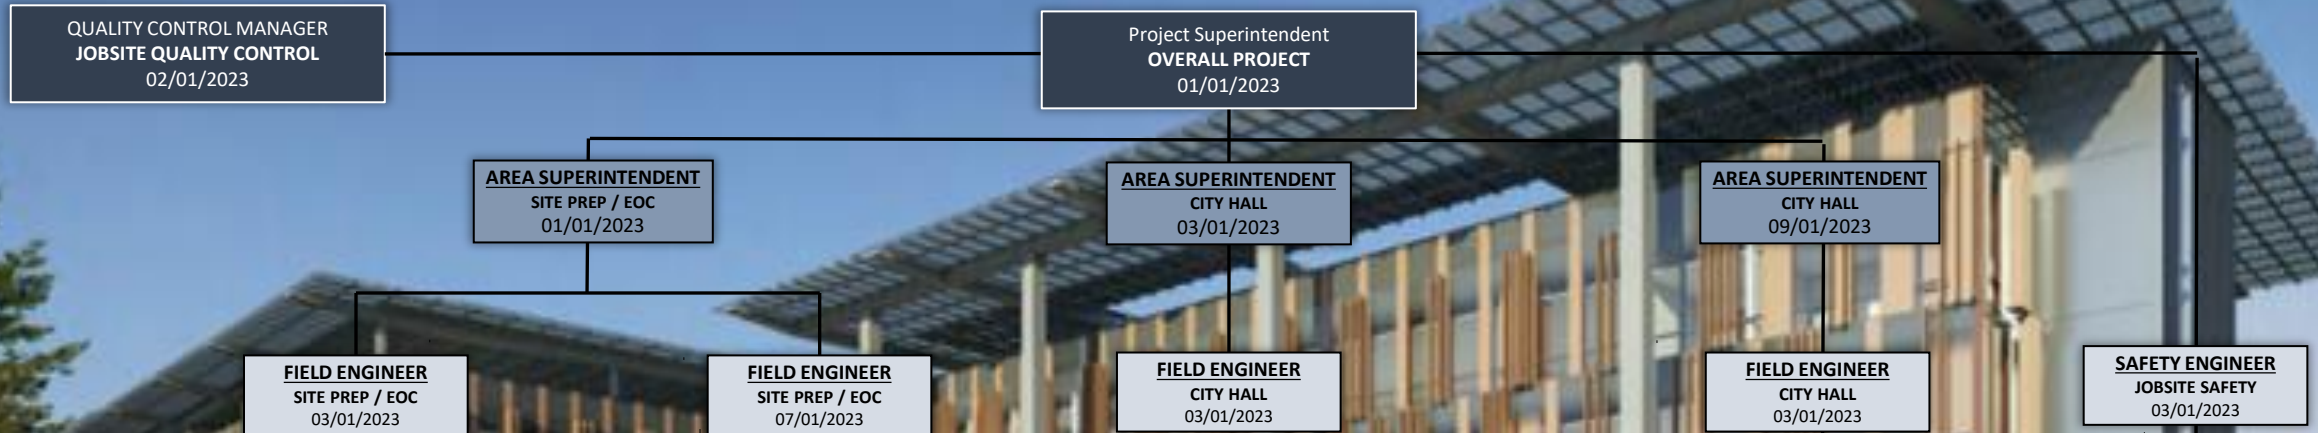 QUALITY CONTROL MANAGER
JOBSITE QUALITY CONTROL
02/01/2023
Project Superintendent
OVERALL PROJECT
01/01/2023
AREA SUPERINTENDENT
SITE PREP / EOC
01/01/2023
AREA SUPERINTENDENT
CITY HALL
03/01/2023
AREA SUPERINTENDENT
CITY HALL
09/01/2023
FIELD ENGINEER
SITE PREP / EOC
03/01/2023
FIELD ENGINEER
SITE PREP / EOC
07/01/2023
FIELD ENGINEER
CITY HALL
03/01/2023
FIELD ENGINEER
CITY HALL
03/01/2023
SAFETY ENGINEER
JOBSITE SAFETY
03/01/2023